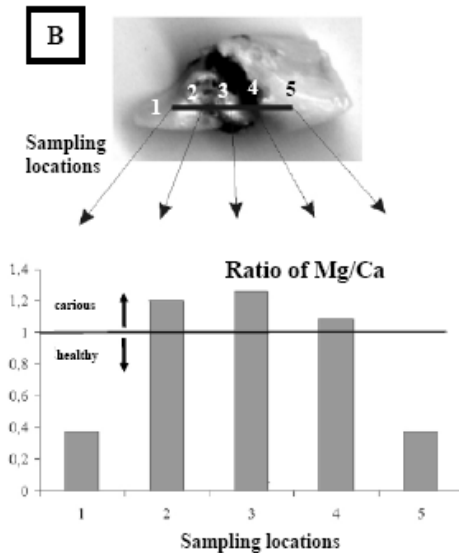 B
1 2 3 4 5
Sampling
locations
Ratio of Mg/Ca
1,4
1,2
1
0,8
0,6
0,4
0,2
0
carious
healthy
1 2 3 4 5
Sampling locations